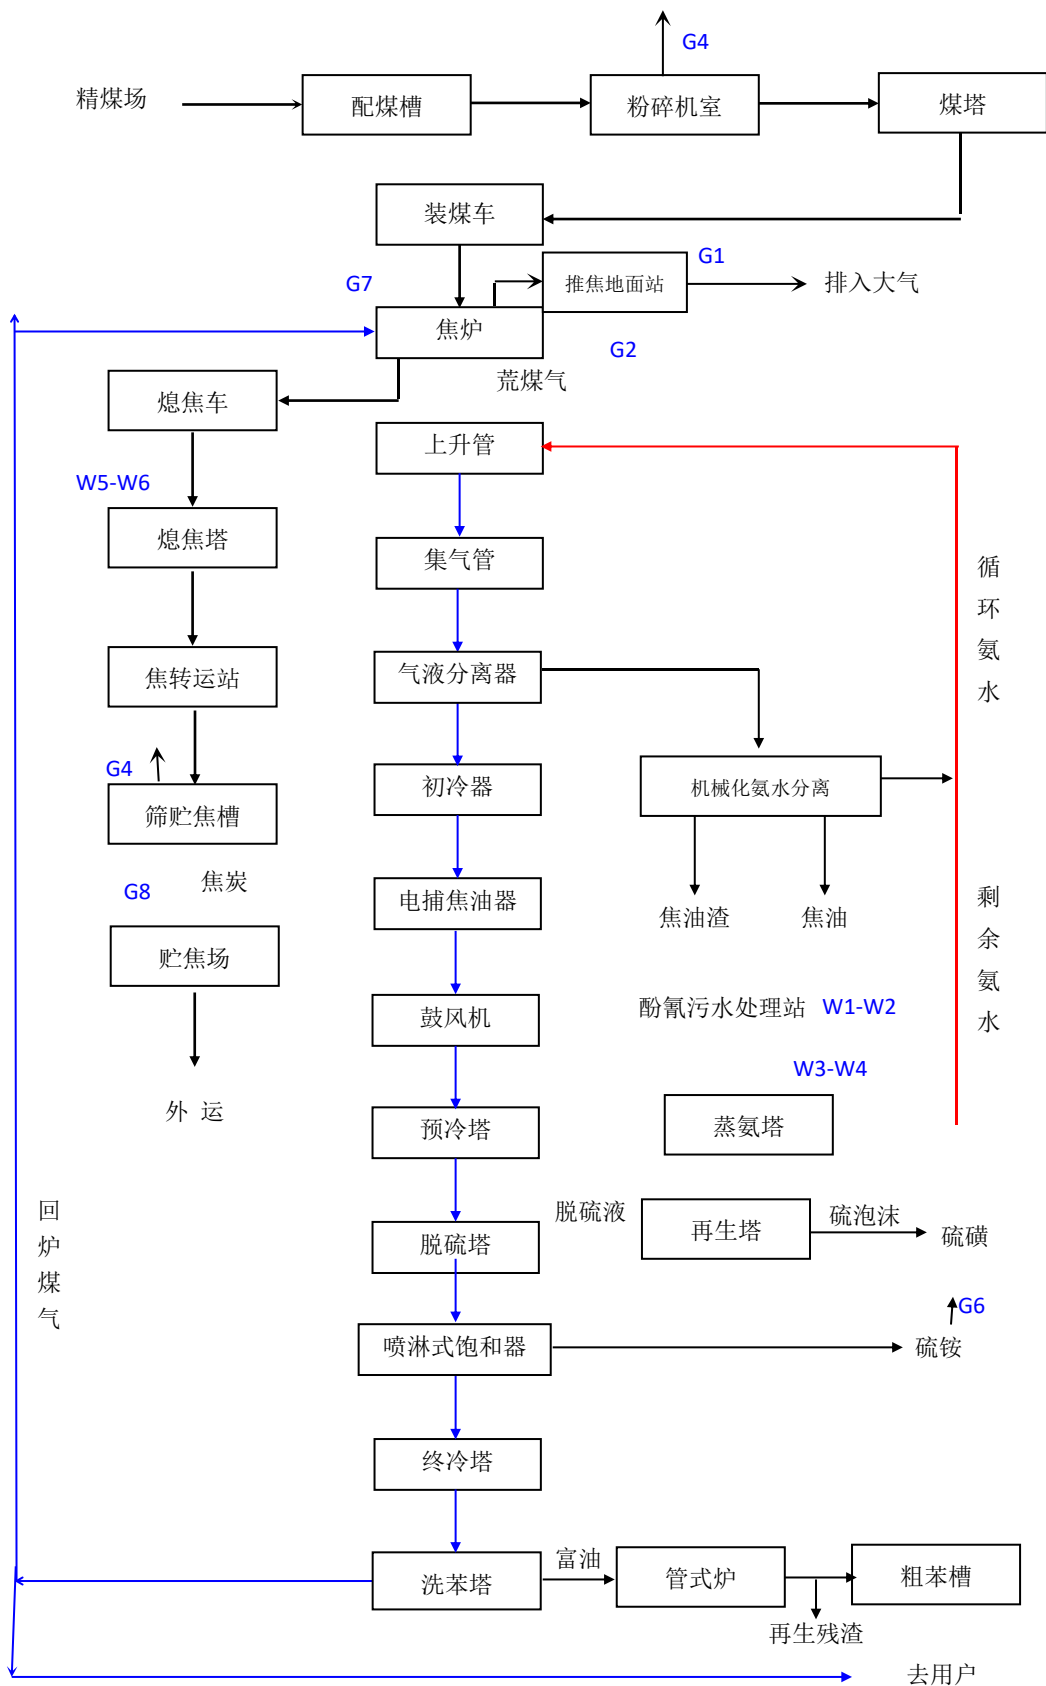 G4
精煤场
配煤槽
粉碎机室
煤塔
装煤车
G7
推焦地面站
G1
排入大气
焦炉
G2
荒煤气
熄焦车
上升管
W5-W6
熄焦塔
集气管
循环氨水
焦转运站
气液分离器
G4
初冷器
机械化氨水分离
筛贮焦槽
焦炭
G8
电捕焦油器
焦油渣
焦油
剩余氨水
贮焦场
鼓风机
酚氰污水处理站
W1-W2
W3-W4
外 运
预冷塔
蒸氨塔
回炉煤气
脱硫液
再生塔
硫泡沫
硫磺
脱硫塔
G6
喷淋式饱和器
硫铵
终冷塔
洗苯塔
富油
管式炉
粗苯槽
再生残渣
去用户